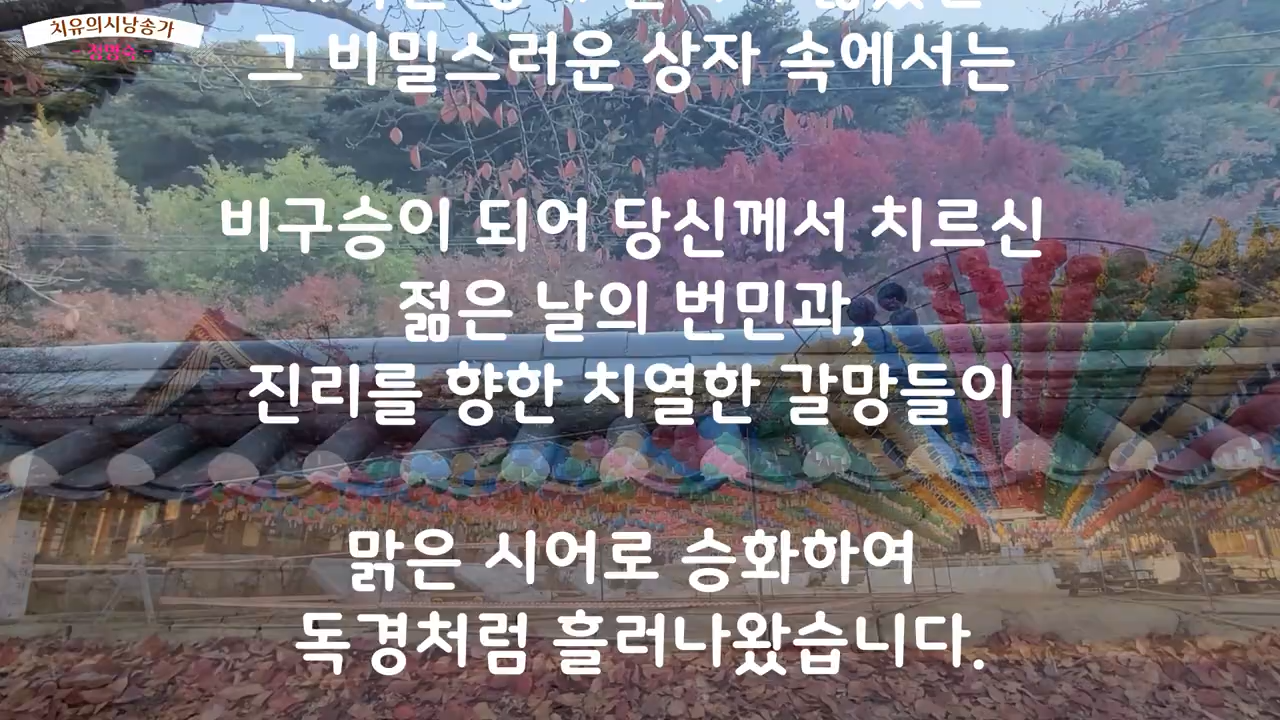 치유의시낭송가
그 비밀스러운 상자 속에서는
비구승이 되어 당신께서 치르신
젊은 날의 번민과,
진리를 향한 치열한 갈망들이
맑은 시어로 승화하여
독경처럼 흘러나왔습니다.